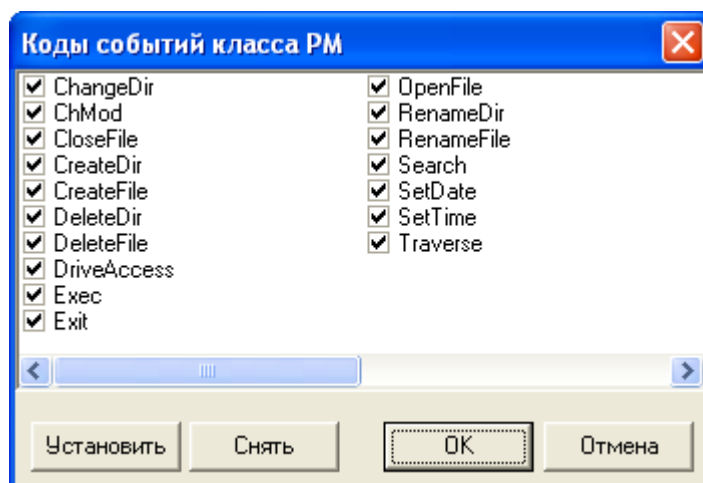 Коды событий класса PM
ChangeDir
ChMod
CloseFile
CreateDir
CreateFile
DeleteDir
DeleteFile
DriveAccess
Exec
Exit
OpenFile
RenameDir
RenameFile
Search
SetDate
SetTime
Traverse
Установить Снять OK Отмена